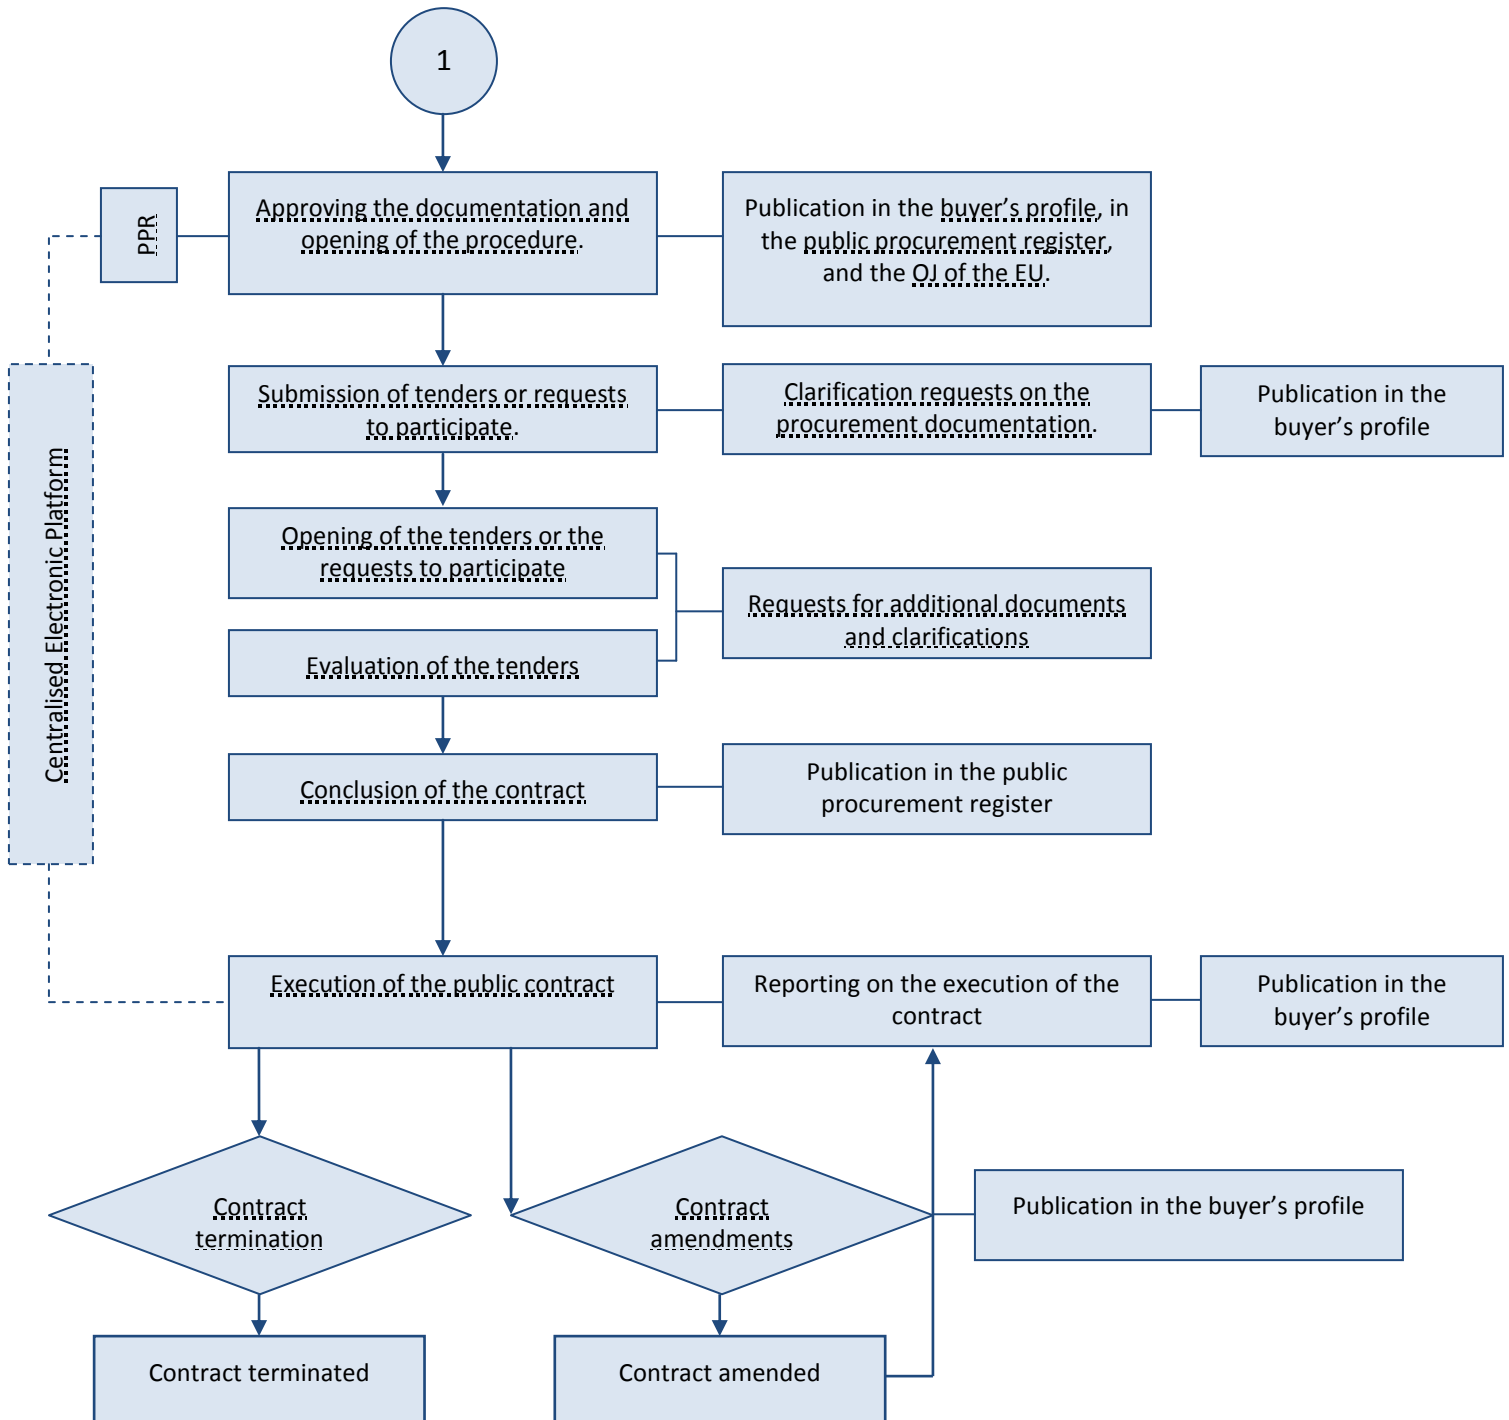 1
PPR
Approving the documentation and
opening of the procedure.
Publication in the buyer’s profile, in
the public procurement register,
and the OJ of the EU.
Centralised Electronic Platform
Submission of tenders or requests
to participate.
Clarification requests on the
procurement documentation.
Publication in the
buyer’s profile
Opening of the tenders or the
requests to participate
Requests for additional documents
and clarifications
Evaluation of the tenders
Conclusion of the contract
Publication in the public
procurement register
Execution of the public contract
Reporting on the execution of the
contract
Publication in the
buyer’s profile
Contract
termination
Contract
amendments
Publication in the buyer’s profile
Contract terminated
Contract amended